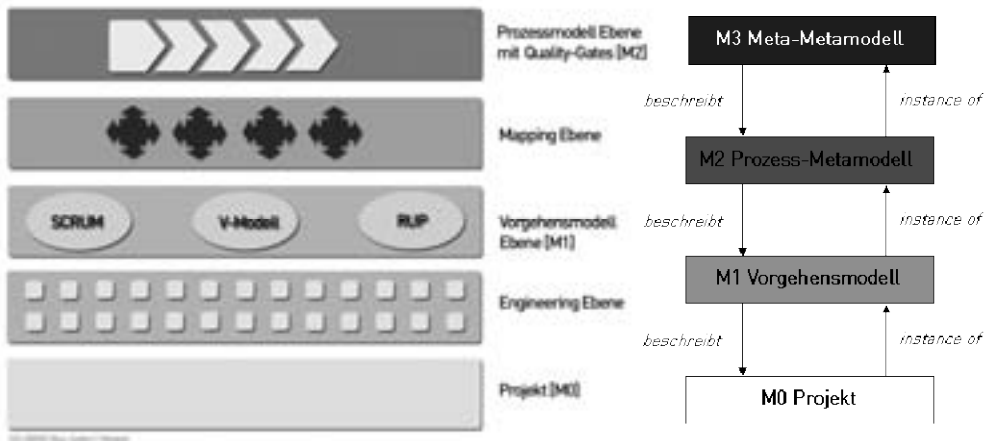 Prozessmodell Ebene
mit Quality-Gates [M2]
Mapping Ebene
SCRUM
V-Modell
RUP
Vorgehensmodell
Ebene [M1]
Engineering Ebene
Projekt [M0]
M3 Meta-Metamodell
beschreibt
instance of
M2 Prozess-Metamodell
beschreibt
instance of
M1 Vorgehensmodell
beschreibt
instance of
M0 Projekt